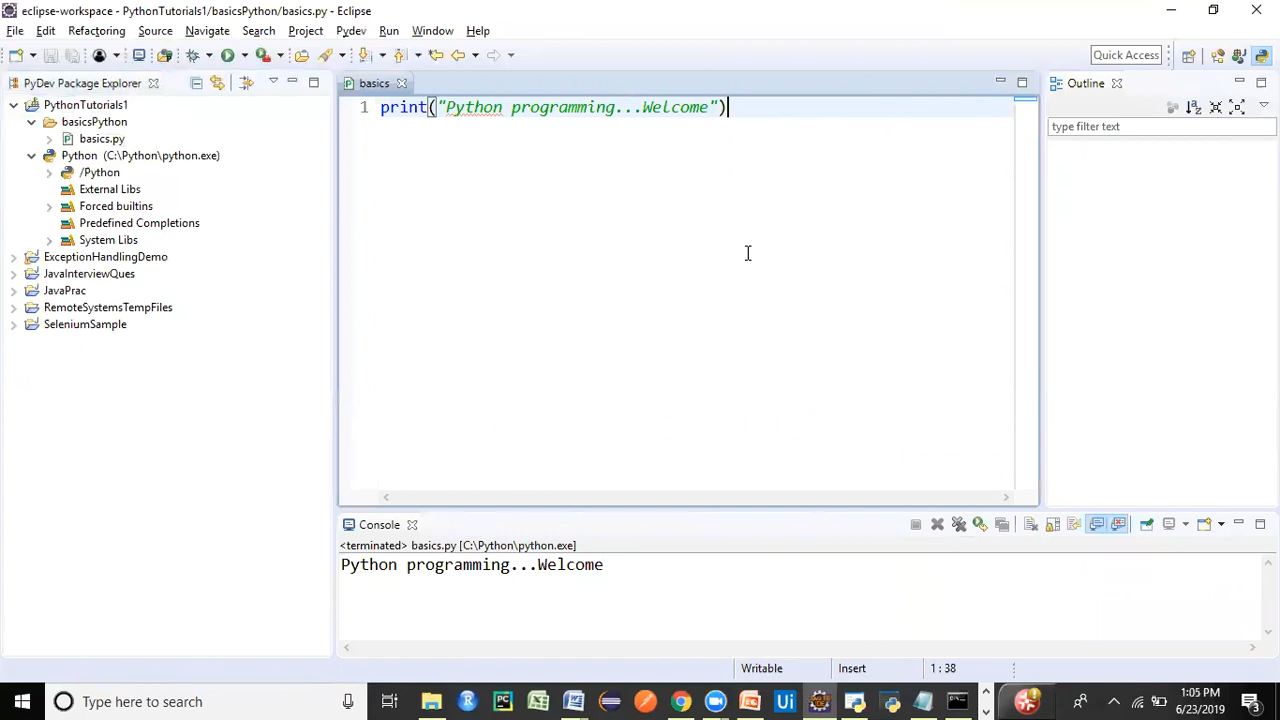 eclipse-workspace - PythonTutorials1/basicsPython/basics.py - Eclipse
File Edit Refactoring Source Navigate Search Project Pydev Run Window Help
Quick Access
PyDev Package Explorer
basics
Outline
PythonTutorials1
basicsPython
basics.py
Python (C:\Python\python.exe)
/Python
External Libs
Forced builtins
Predefined Completions
System Libs
ExceptionHandlingDemo
JavaInterviewQues
JavaPrac
RemoteSystemsTempFiles
SeleniumSample
1 print("Python programming...Welcome")
type filter text
Console
<terminated> basics.py [C:\Python\python.exe]
Python programming...Welcome
Writable Insert 1 : 38
Type here to search
R PC Ui
1:05 PM
6/23/2019
3